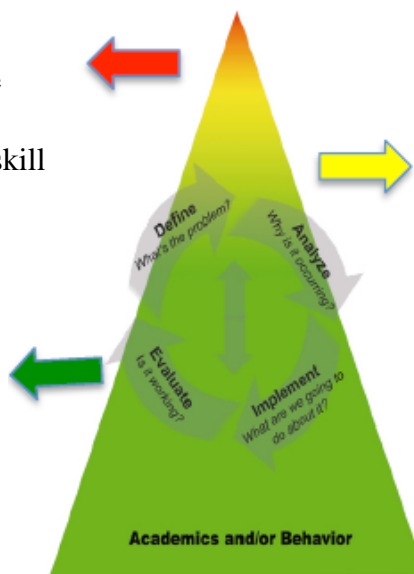 skill
Define
What's the problem?
Analyze
Why is it occurring?
Implement
What are we going to
do about it?
Evaluate
Is it working?
Academics and/or Behavior